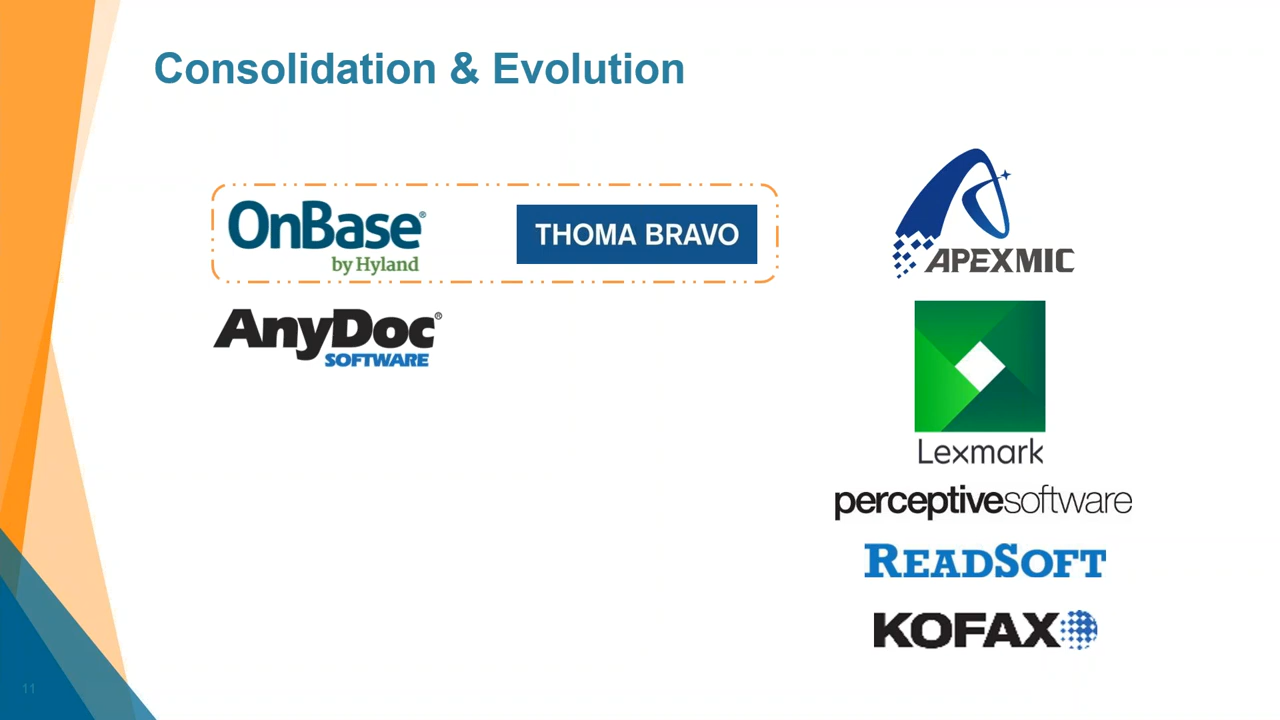 Consolidation & Evolution
OnBase®
by Hyland
THOMA BRAVO
AnyDoc®
SOFTWARE
APEXMIC
Lexmark
perceptivesoftware
READSOFT
KOFAX
11